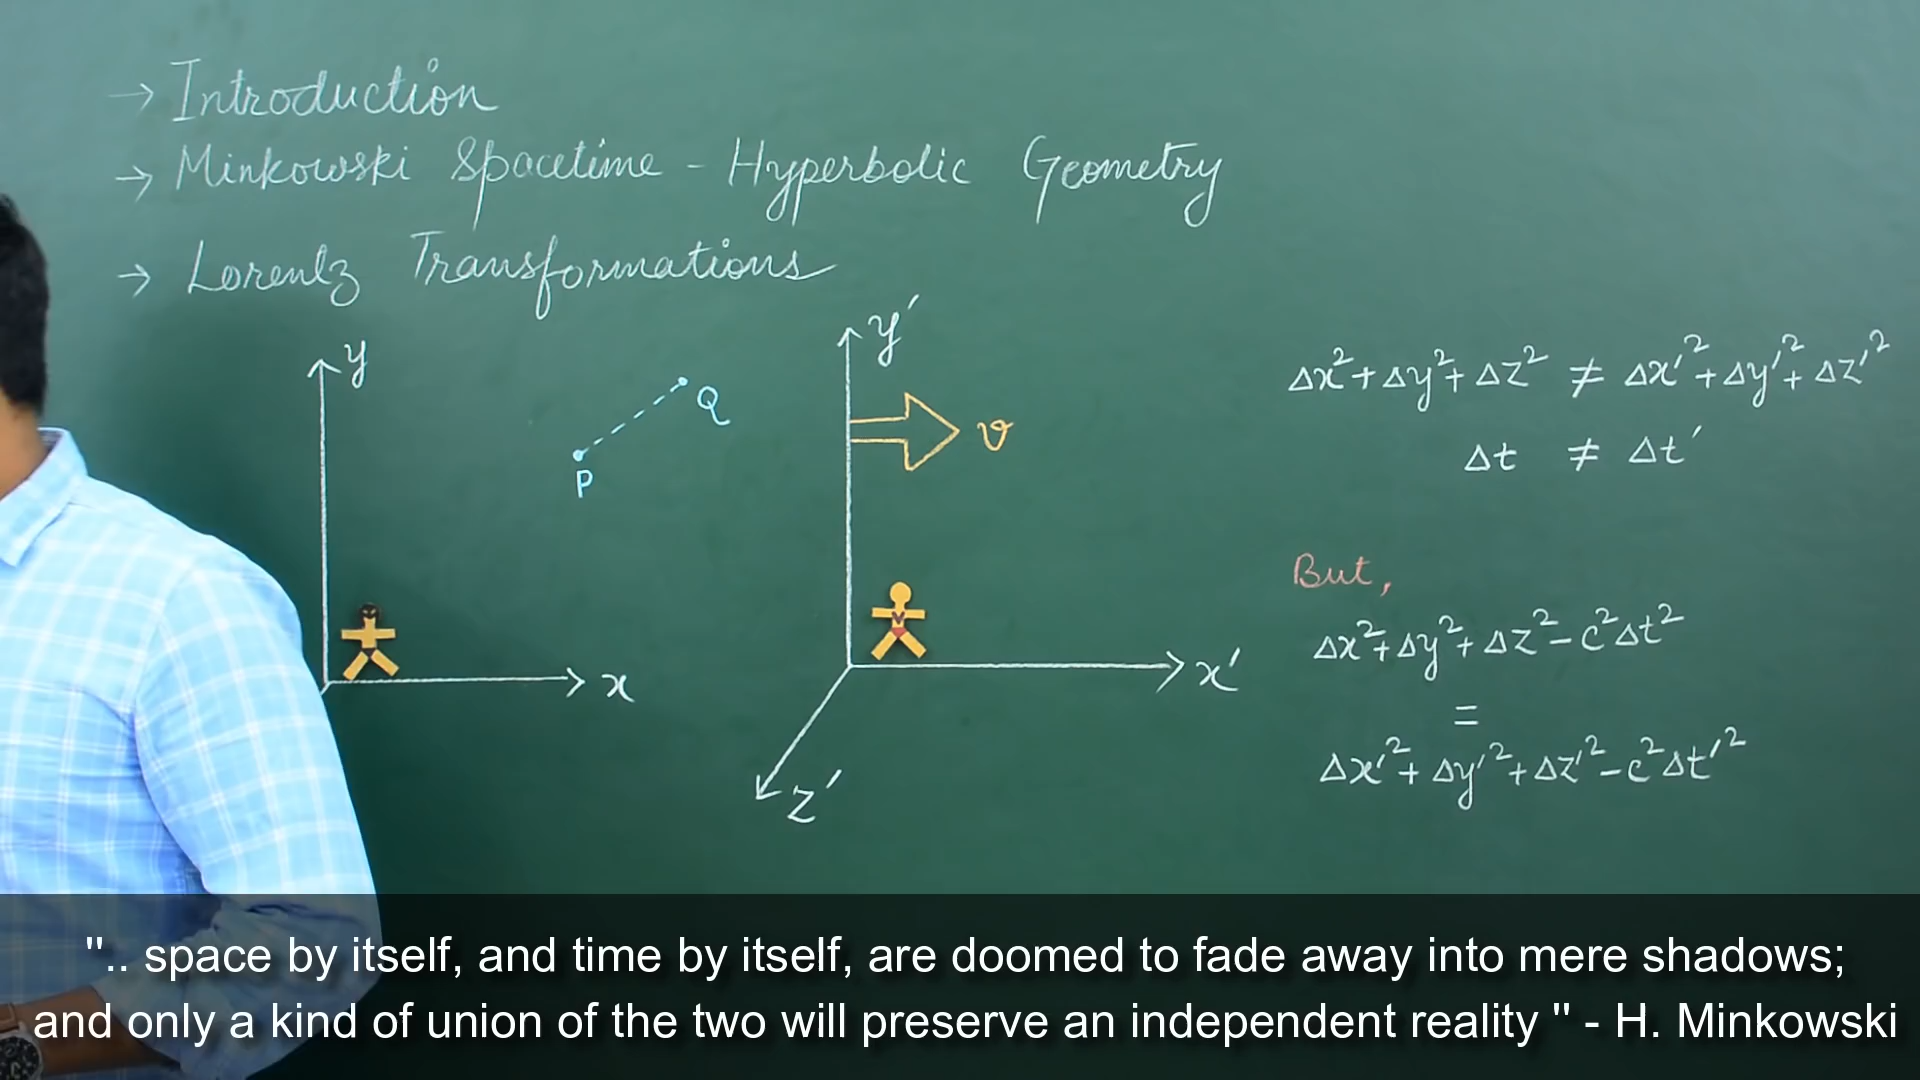 → Introduction
→ Minkowski Spacetime - Hyperbolic Geometry
→ Lorentz Transformations
y
Q
P
x
y'
v
x'
z'
Δx²+Δy²+Δz² ≠ Δx'²+Δy'²+Δz'²
Δt ≠ Δt'
But,
Δx²+Δy²+Δz²-c²Δt²
=
Δx'²+Δy'²+Δz'²-c²Δt'²
".. space by itself, and time by itself, are doomed to fade away into mere shadows;
and only a kind of union of the two will preserve an independent reality " - H. Minkowski